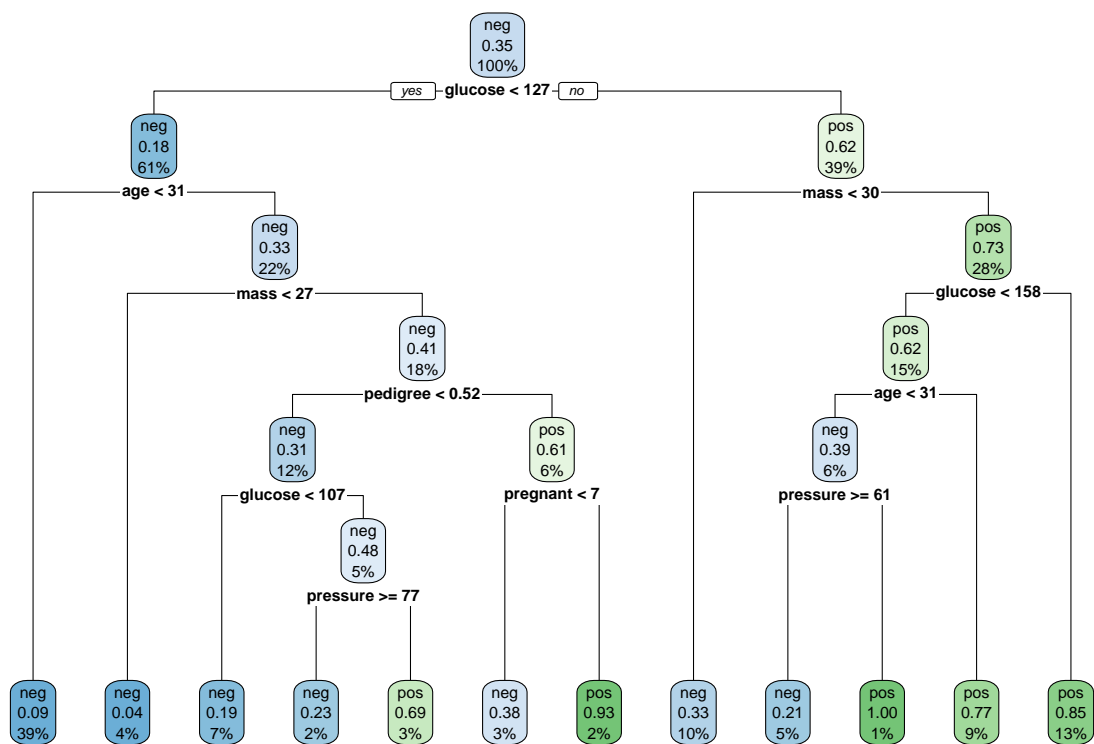 neg
0.35
100%
yes
glucose < 127
no
neg
0.18
61%
pos
0.62
39%
age < 31
mass < 30
neg
0.33
22%
pos
0.73
28%
mass < 27
glucose < 158
neg
0.41
18%
pos
0.62
15%
pedigree < 0.52
age < 31
neg
0.31
12%
pos
0.61
6%
neg
0.39
6%
glucose < 107
pregnant < 7
pressure >= 61
neg
0.48
5%
pressure >= 77
neg
0.09
39%
neg
0.04
4%
neg
0.19
7%
neg
0.23
2%
pos
0.69
3%
neg
0.38
3%
pos
0.93
2%
neg
0.33
10%
neg
0.21
5%
pos
1.00
1%
pos
0.77
9%
pos
0.85
13%